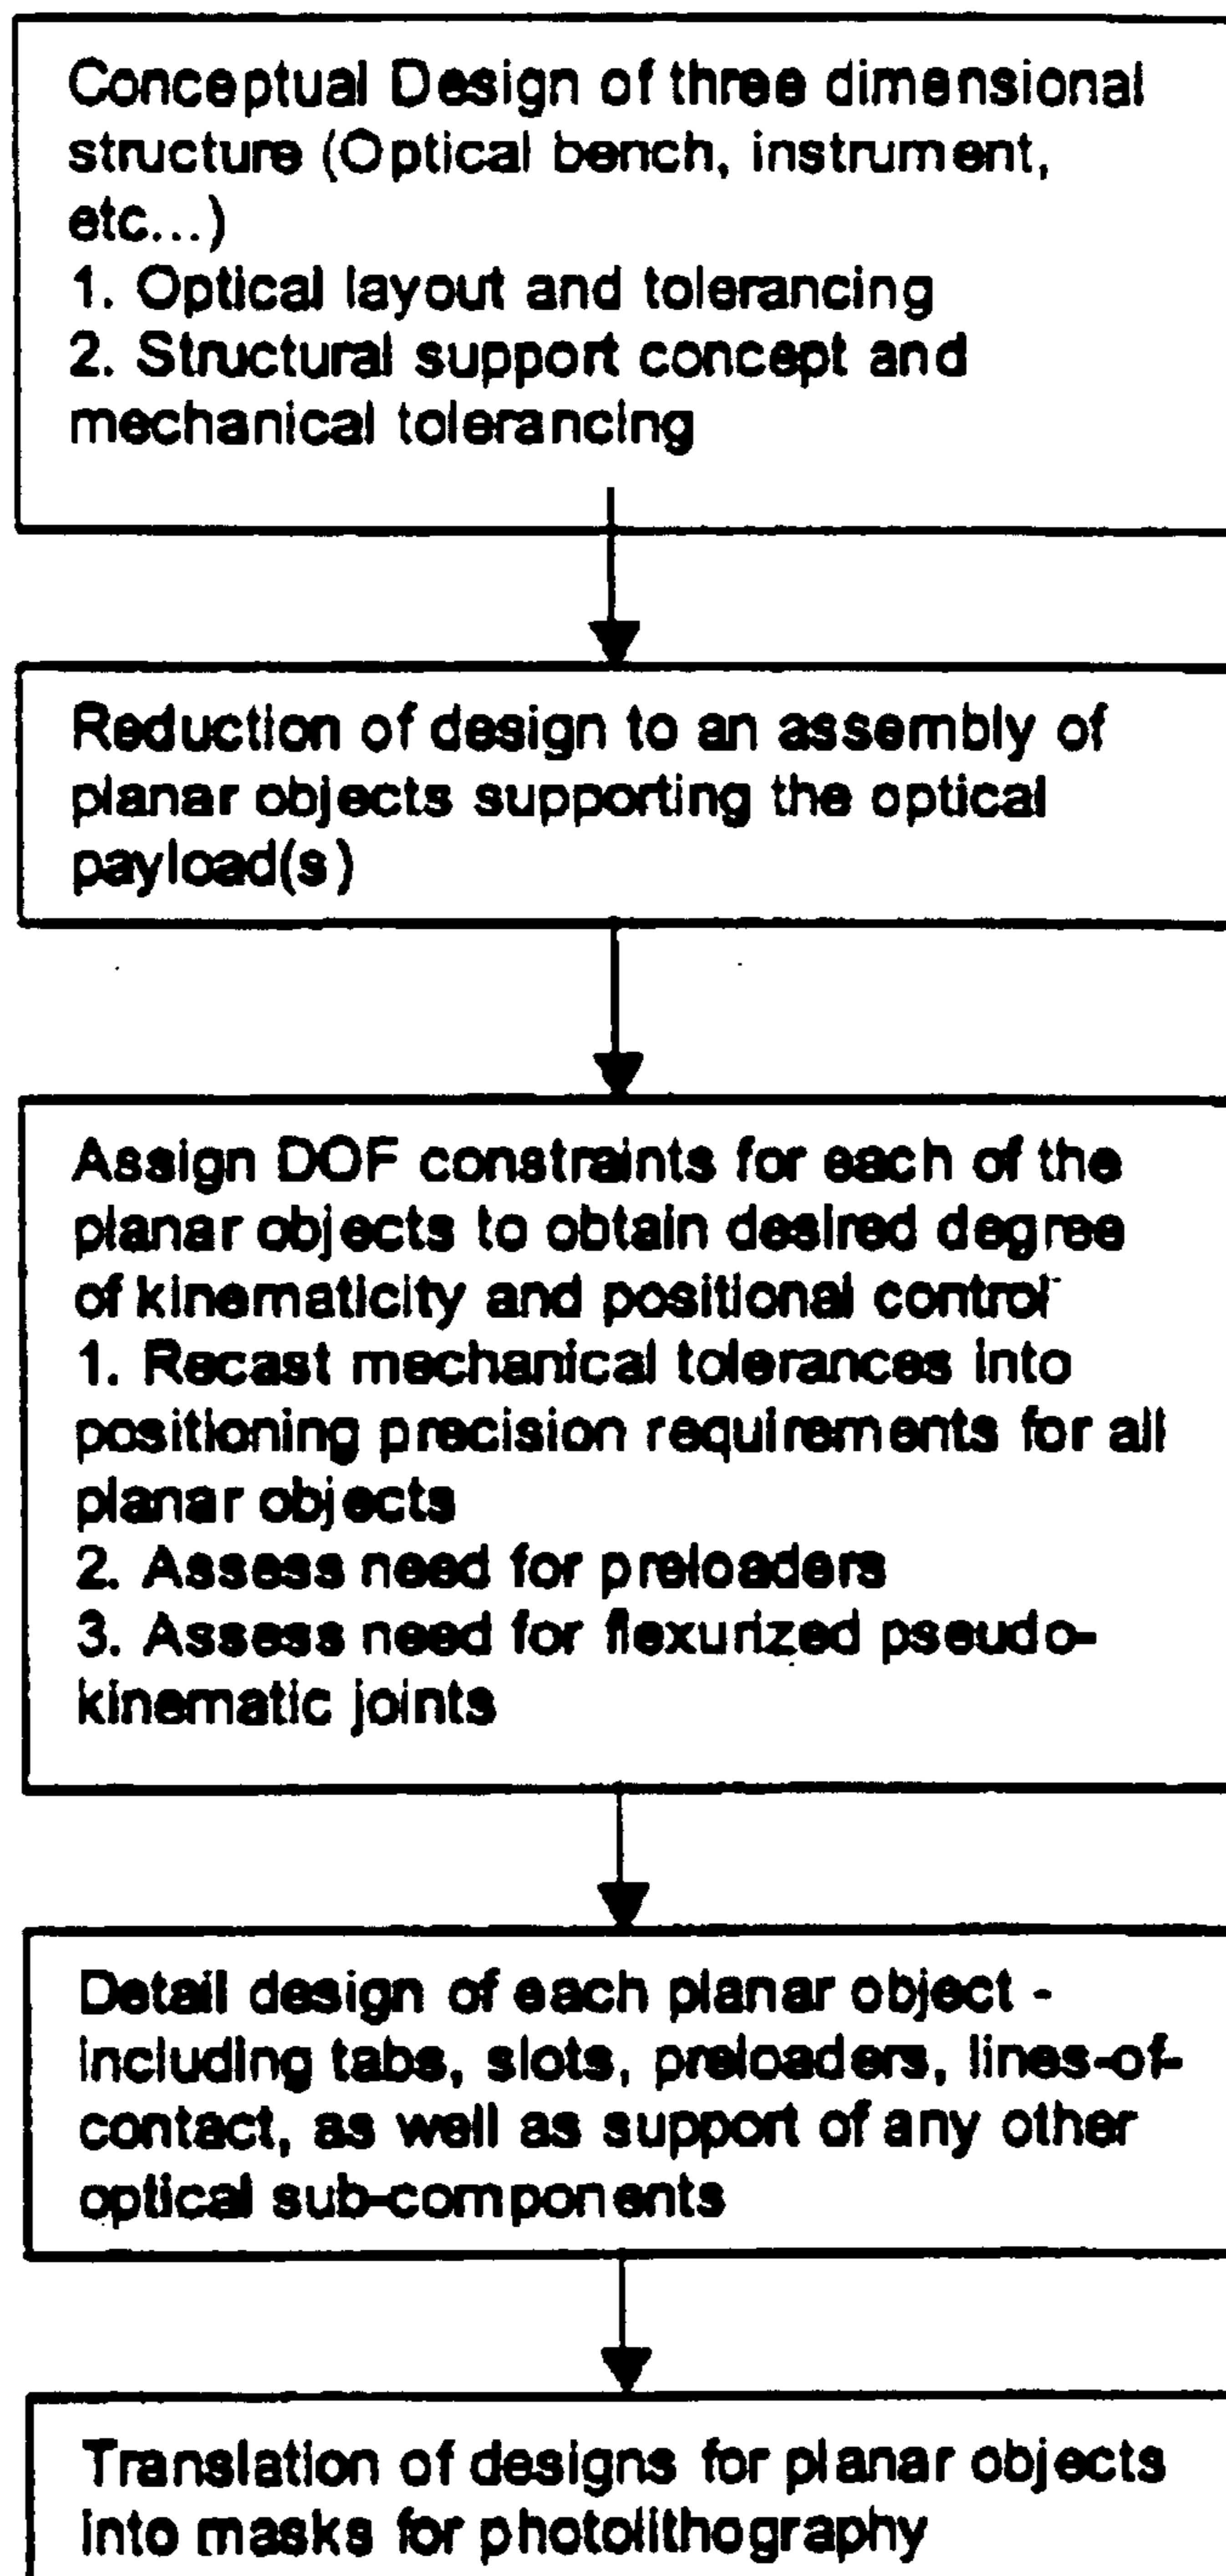 Conceptual Design of three dimensional
structure (Optical bench, instrument,
etc...)
1. Optical layout and tolerancing
2. Structural support concept and
mechanical tolerancing
Reduction of design to an assembly of
planar objects supporting the optical
payload(s)
Assign DOF constraints for each of the
planar objects to obtain desired degree
of kinematicity and positional control
1. Recast mechanical tolerances into
positioning precision requirements for all
planar objects
2. Assess need for preloaders
3. Assess need for flexurized pseudo-
kinematic joints
Detail design of each planar object -
including tabs, slots, preloaders, lines-of-
contact, as well as support of any other
optical sub-components
Translation of designs for planar objects
into masks for photolithography